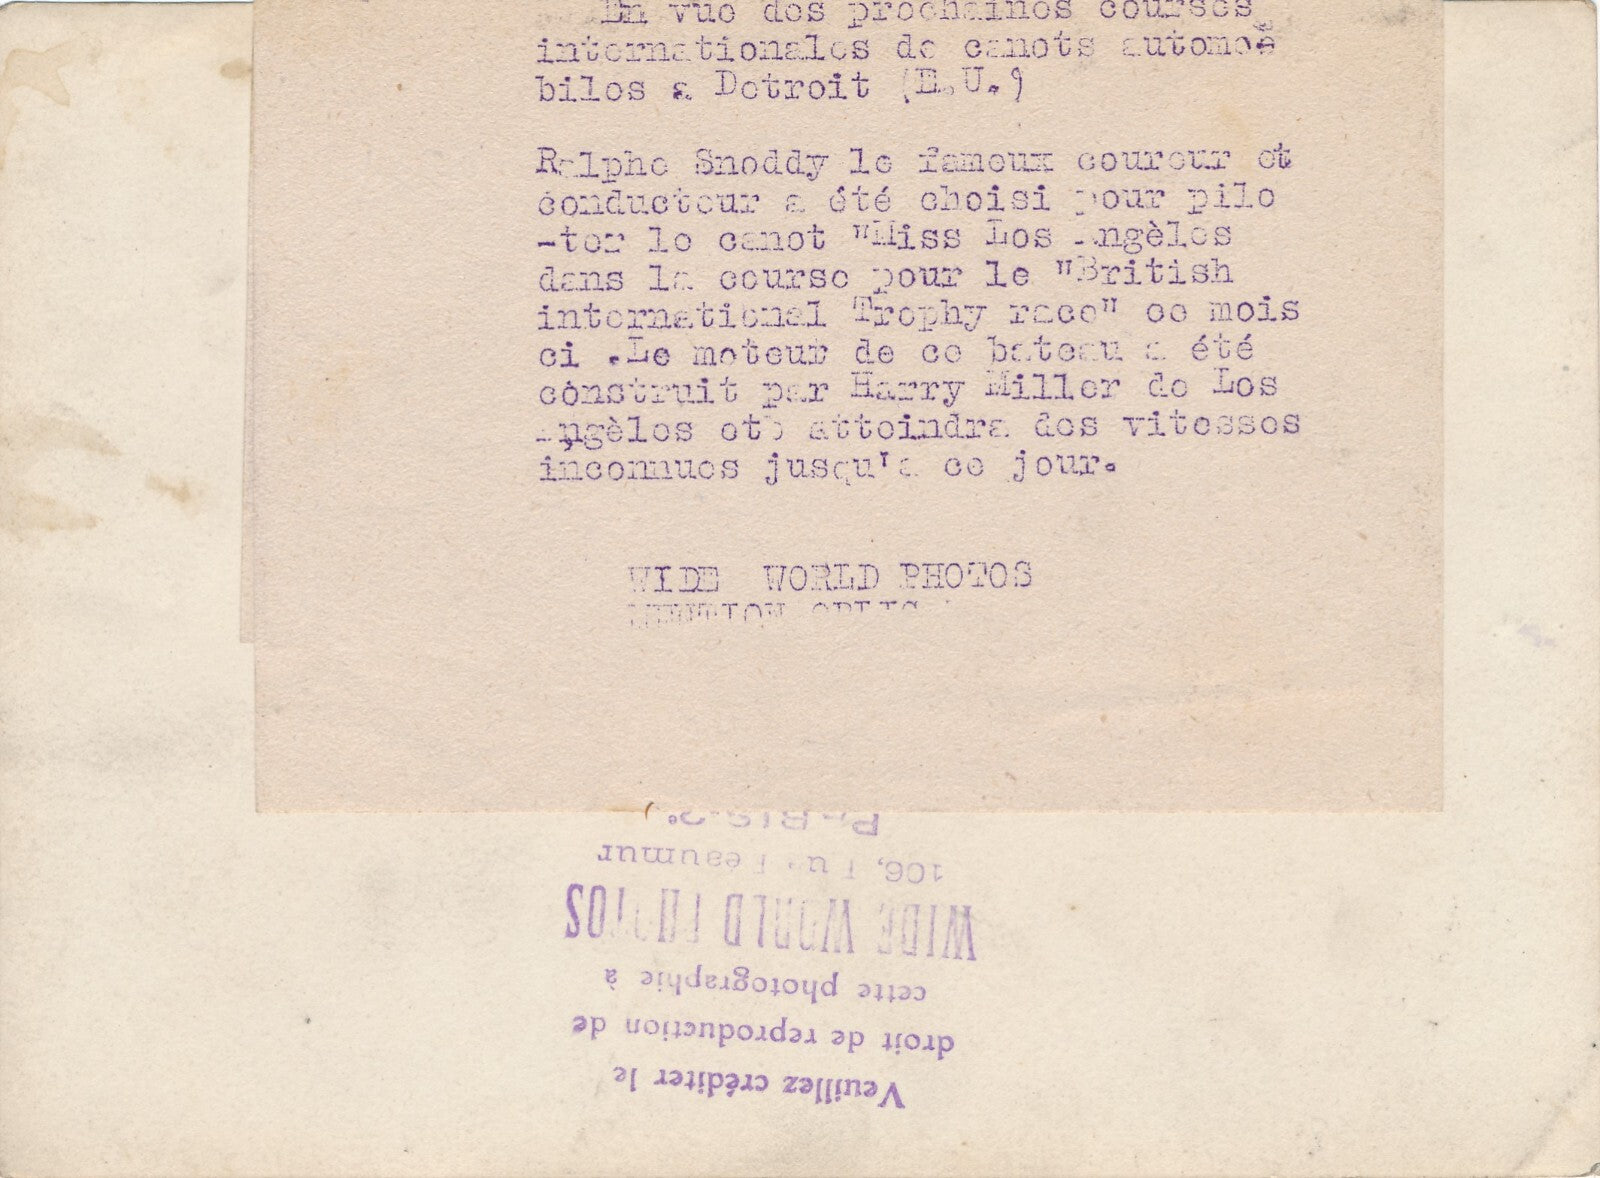 En vue des prochaines courses
internationales de canots automoe
biles a Detroit (E.U.)
Ralphe Snoddy le fameux coureur et
conducteur a été choisi pour pilo
-ter le canot "Miss Los Angèles
dans la course pour le "British
international Trophy race" ce mois
ci .Le moteur de ce bateau a été
construit par Harry Miller de Los
Angèles et atteindra des vitesses
inconnues jusqu'a ce jour.
WIDE WORLD PHOTOS
MENTION OBLIG
Veuillez créditer le
droit de reproduction de
cette photographie à
WIDE WORLD PHOTOS
106, Rue Réaumur
PARIS-2e